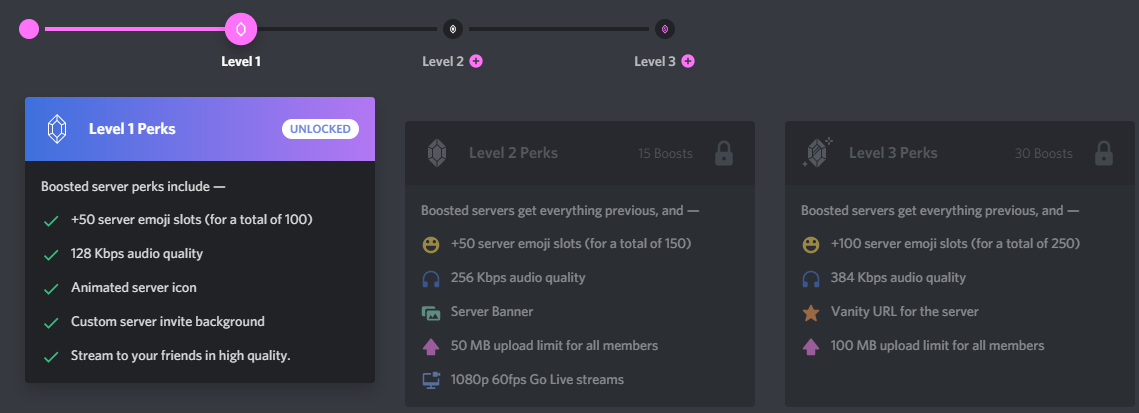 Level 1
Level 2
Level 3
Level 1 Perks
UNLOCKED
Boosted server perks include —
+50 server emoji slots (for a total of 100)
128 Kbps audio quality
Animated server icon
Custom server invite background
Stream to your friends in high quality.
Level 2 Perks
15 Boosts
Boosted servers get everything previous, and —
+50 server emoji slots (for a total of 150)
256 Kbps audio quality
Server Banner
50 MB upload limit for all members
1080p 60fps Go Live streams
Level 3 Perks
30 Boosts
Boosted servers get everything previous, and —
+100 server emoji slots (for a total of 250)
384 Kbps audio quality
Vanity URL for the server
100 MB upload limit for all members